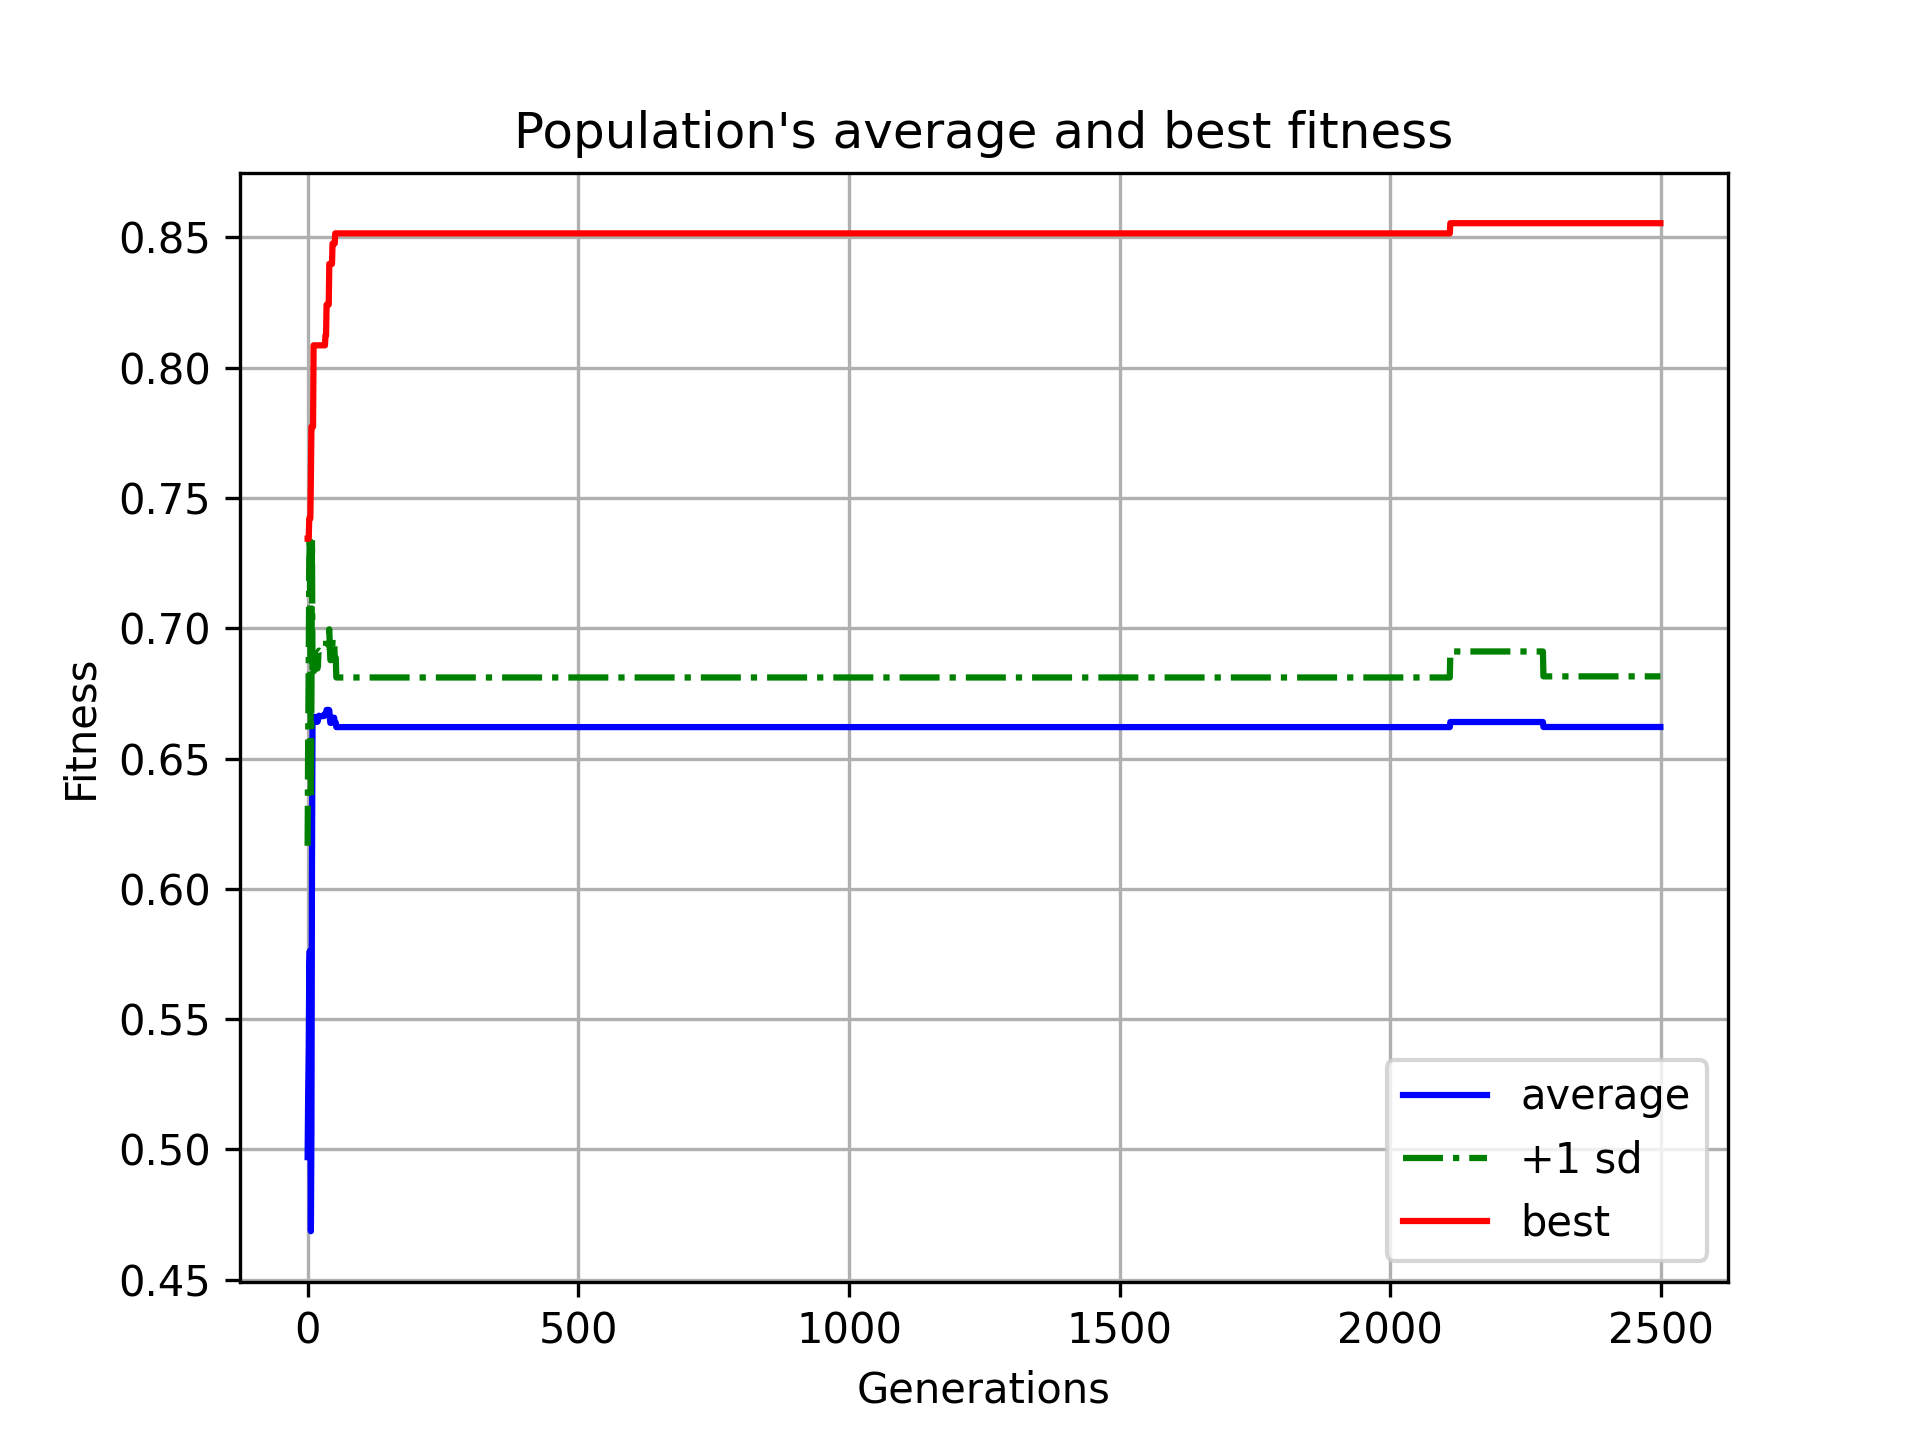 Population's average and best fitness
Fitness
0.85
0.80
0.75
0.70
0.65
0.60
0.55
0.50
0.45
average
+1 sd
best
0 500 1000 1500 2000 2500
Generations